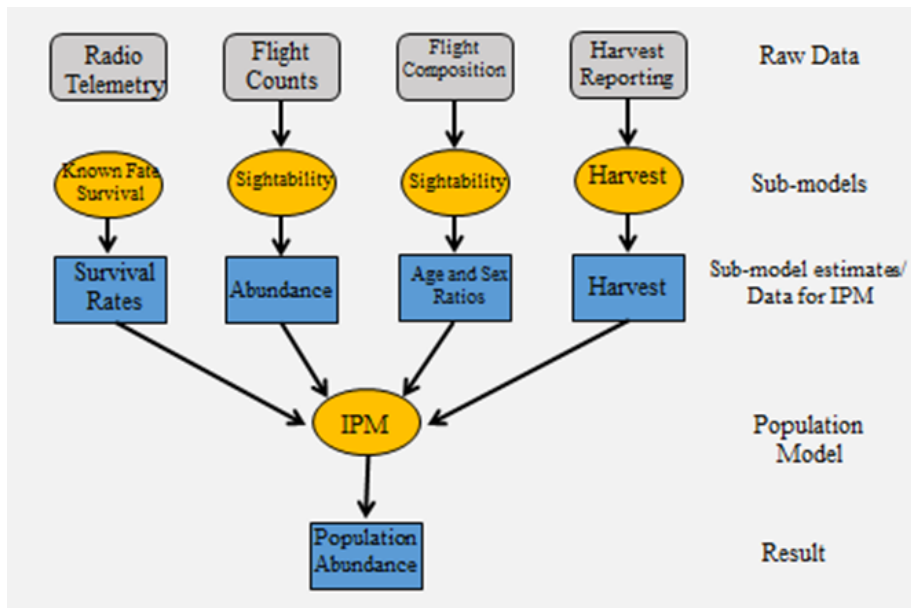 Radio
Telemetry
Flight
Counts
Flight
Composition
Harvest
Reporting
Raw Data
Known Fate
Survival
Sightability
Sightability
Harvest
Sub-models
Survival
Rates
Abundance
Age and Sex
Ratios
Harvest
Sub-model estimates/
Data for IPM
IPM
Population
Model
Population
Abundance
Result